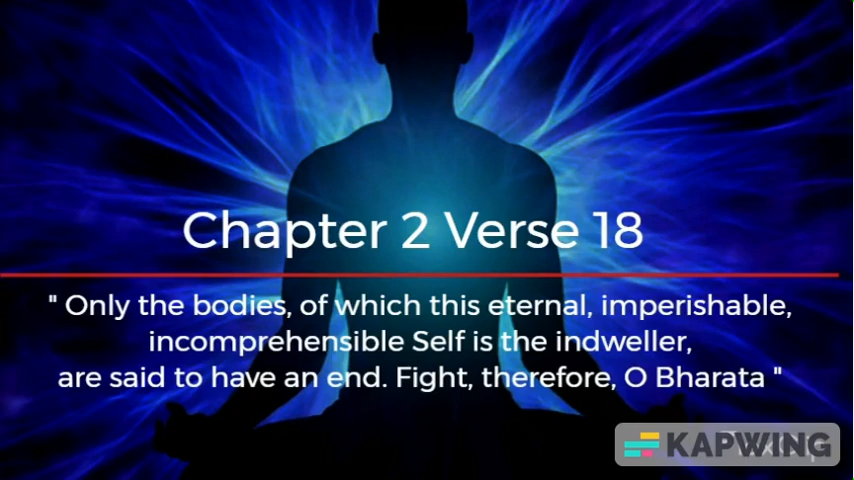 Chapter 2 Verse 18
" Only the bodies, of which this eternal, imperishable,
incomprehensible Self is the indweller,
are said to have an end. Fight, therefore, O Bharata "
KAPWING